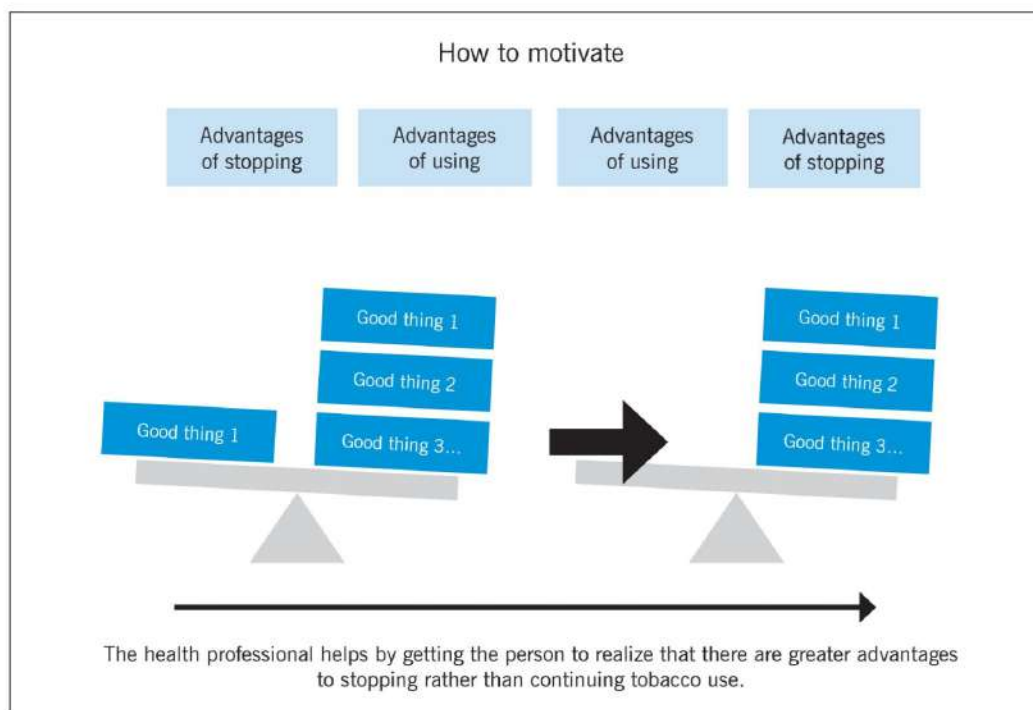 How to motivate
Advantages
of stopping
Advantages
of using
Advantages
of using
Advantages
of stopping
Good thing 1
Good thing 1
Good thing 2
Good thing 3...
Good thing 1
Good thing 2
Good thing 3...
The health professional helps by getting the person to realize that there are greater advantages
to stopping rather than continuing tobacco use.